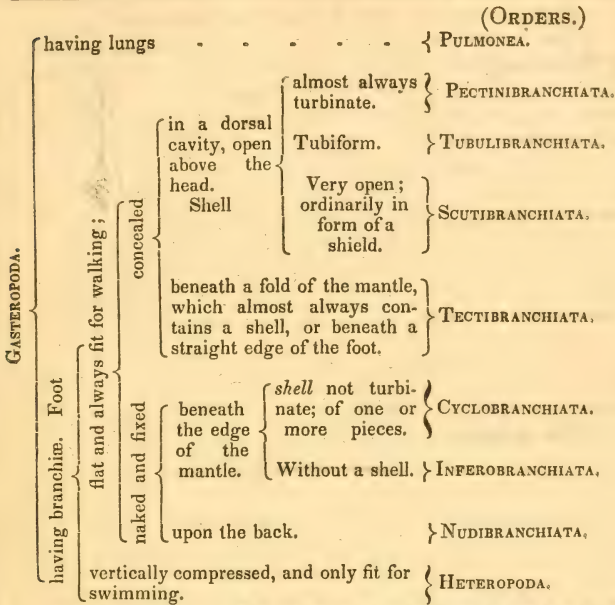 (ORDERS.)
GASTEROPODA.
having lungs - - - - - - PULMONEA.
having branchiæ. Foot
flat and always fit for walking;
concealed
in a dorsal
cavity, open
above the
head.
Shell
almost always
turbinate.
PECTINIBRANCHIATA.
Tubiform.
TUBULIBRANCHIATA.
Very open;
ordinarily in
form of a
shield.
SCUTIBRANCHIATA.
beneath a fold of the mantle,
which almost always con-
tains a shell, or beneath a
straight edge of the foot.
TECTIBRANCHIATA.
naked and fixed
beneath
the edge
of the
mantle.
shell not turbi-
nate; of one or
more pieces.
CYCLOBRANCHIATA.
Without a shell.
INFEROBRANCHIATA.
upon the back.
NUDIBRANCHIATA.
vertically compressed, and only fit for
swimming.
HETEROPODA.